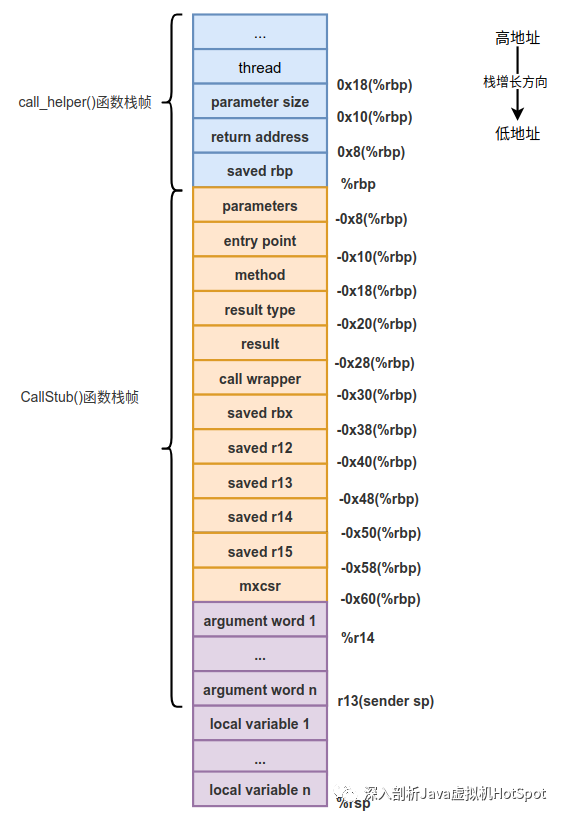 ...
高地址
thread
栈增长方向
0x18(%rbp)
call_helper()函数栈帧
parameter size
0x10(%rbp)
低地址
return address
0x8(%rbp)
saved rbp
%rbp
parameters
-0x8(%rbp)
entry point
-0x10(%rbp)
method
-0x18(%rbp)
result type
-0x20(%rbp)
result
-0x28(%rbp)
call wrapper
-0x30(%rbp)
CallStub()函数栈帧
saved rbx
-0x38(%rbp)
saved r12
-0x40(%rbp)
saved r13
-0x48(%rbp)
saved r14
-0x50(%rbp)
saved r15
-0x58(%rbp)
mxcsr
-0x60(%rbp)
argument word 1
%r14
...
argument word n
r13(sender sp)
local variable 1
...
local variable n
深入剖析Java虚拟机HotSpot
%rsp